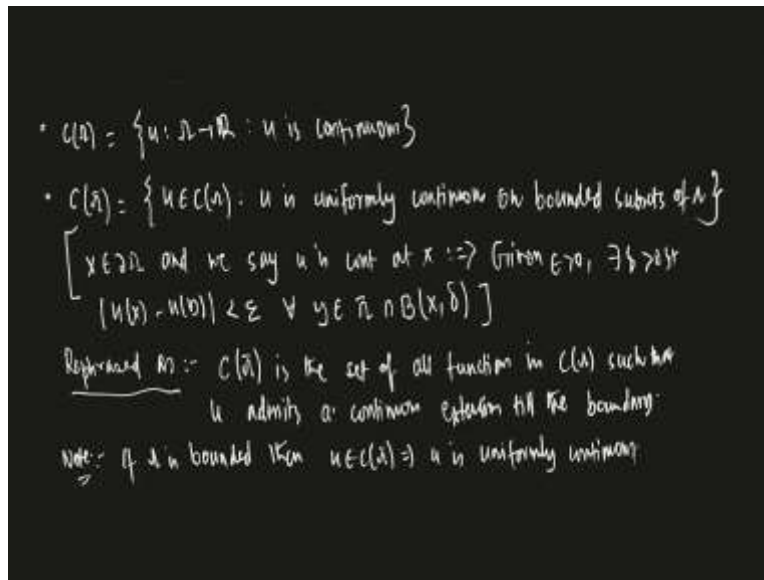 • C(Ω) = {u : Ω → ℝ : u is continuous}
• C(Ω̄) = {u ∈ C(Ω) : u is uniformly continuous on bounded subsets of Ω}
[x ∈ ∂Ω and we say u is cont at x :=> Given ε>0, ∃ δ>0 st
|u(x) - u(y)| < ε ∀ y ∈ Ω̄ ∩ B(x, δ)]
Rephrased as :- C(Ω̄) is the set of all function in C(Ω) such that
u admits a continuous extension till the boundary.
Note :- If Ω is bounded then u ∈ C(Ω̄) => u is uniformly continuous